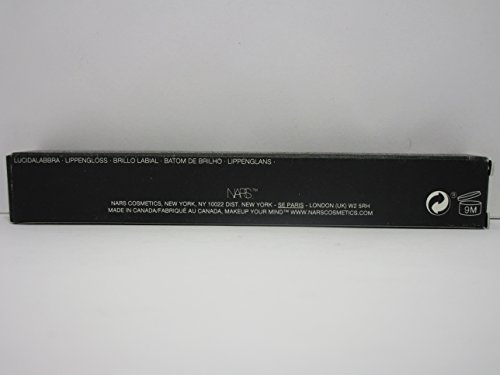 LUCIDALABBRA · LIPPENGLOSS · BRILLO LABIAL · BATOM DE BRILHO · LIPPENGLANS ·
NARS™
NARS COSMETICS, NEW YORK, NY 10022 DIST. NEW YORK - SE PARIS - LONDON (UK) W2 5RH
MADE IN CANADA/FABRIQUÉ AU CANADA, MAKEUP YOUR MIND™ WWW.NARSCOSMETICS.COM
9M